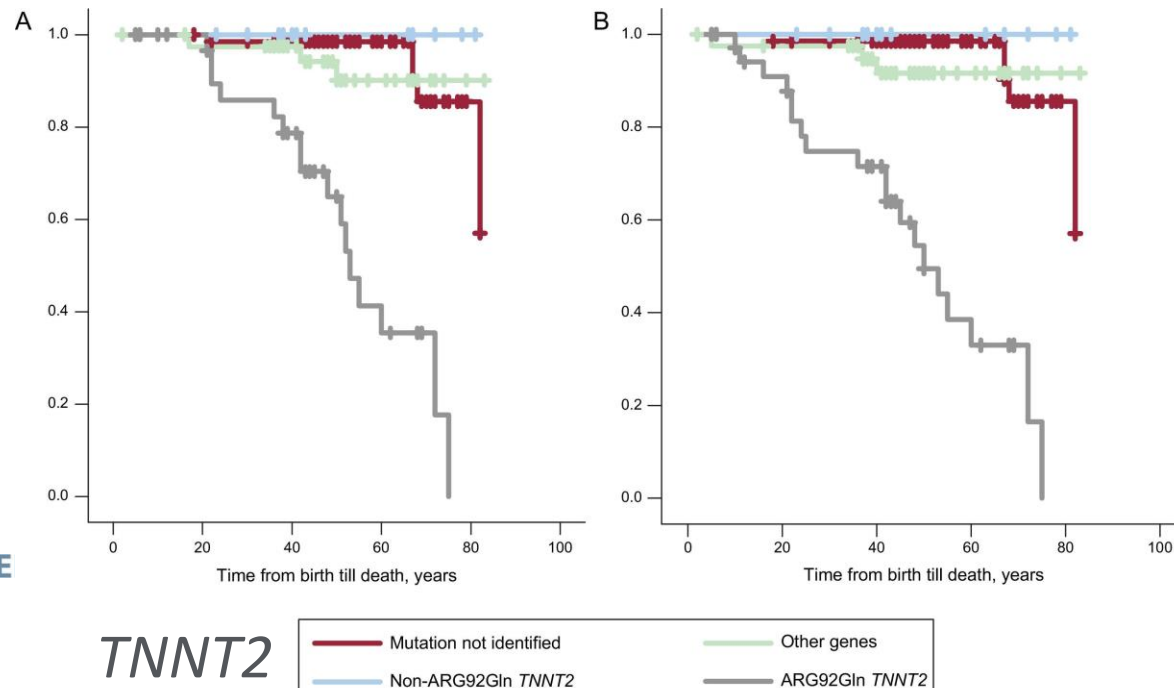 A
B
1.0
0.8
0.6
0.4
0.2
0.0
0 20 40 60 80 100
Time from birth till death, years
1.0
0.8
0.6
0.4
0.2
0.0
0 20 40 60 80 100
Time from birth till death, years
E
TNNT2
Mutation not identified
Other genes
Non-ARG92Gln TNNT2
ARG92Gln TNNT2